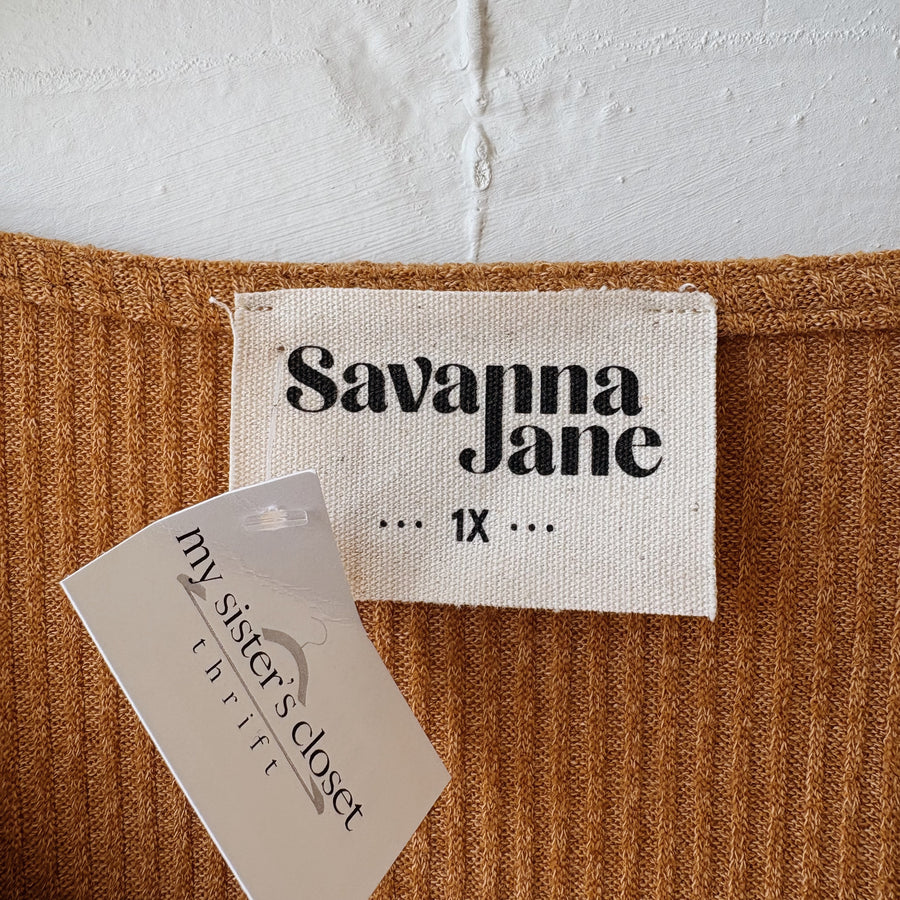 Savanna
Jane
••• 1X •••
my sister's closet
thrift